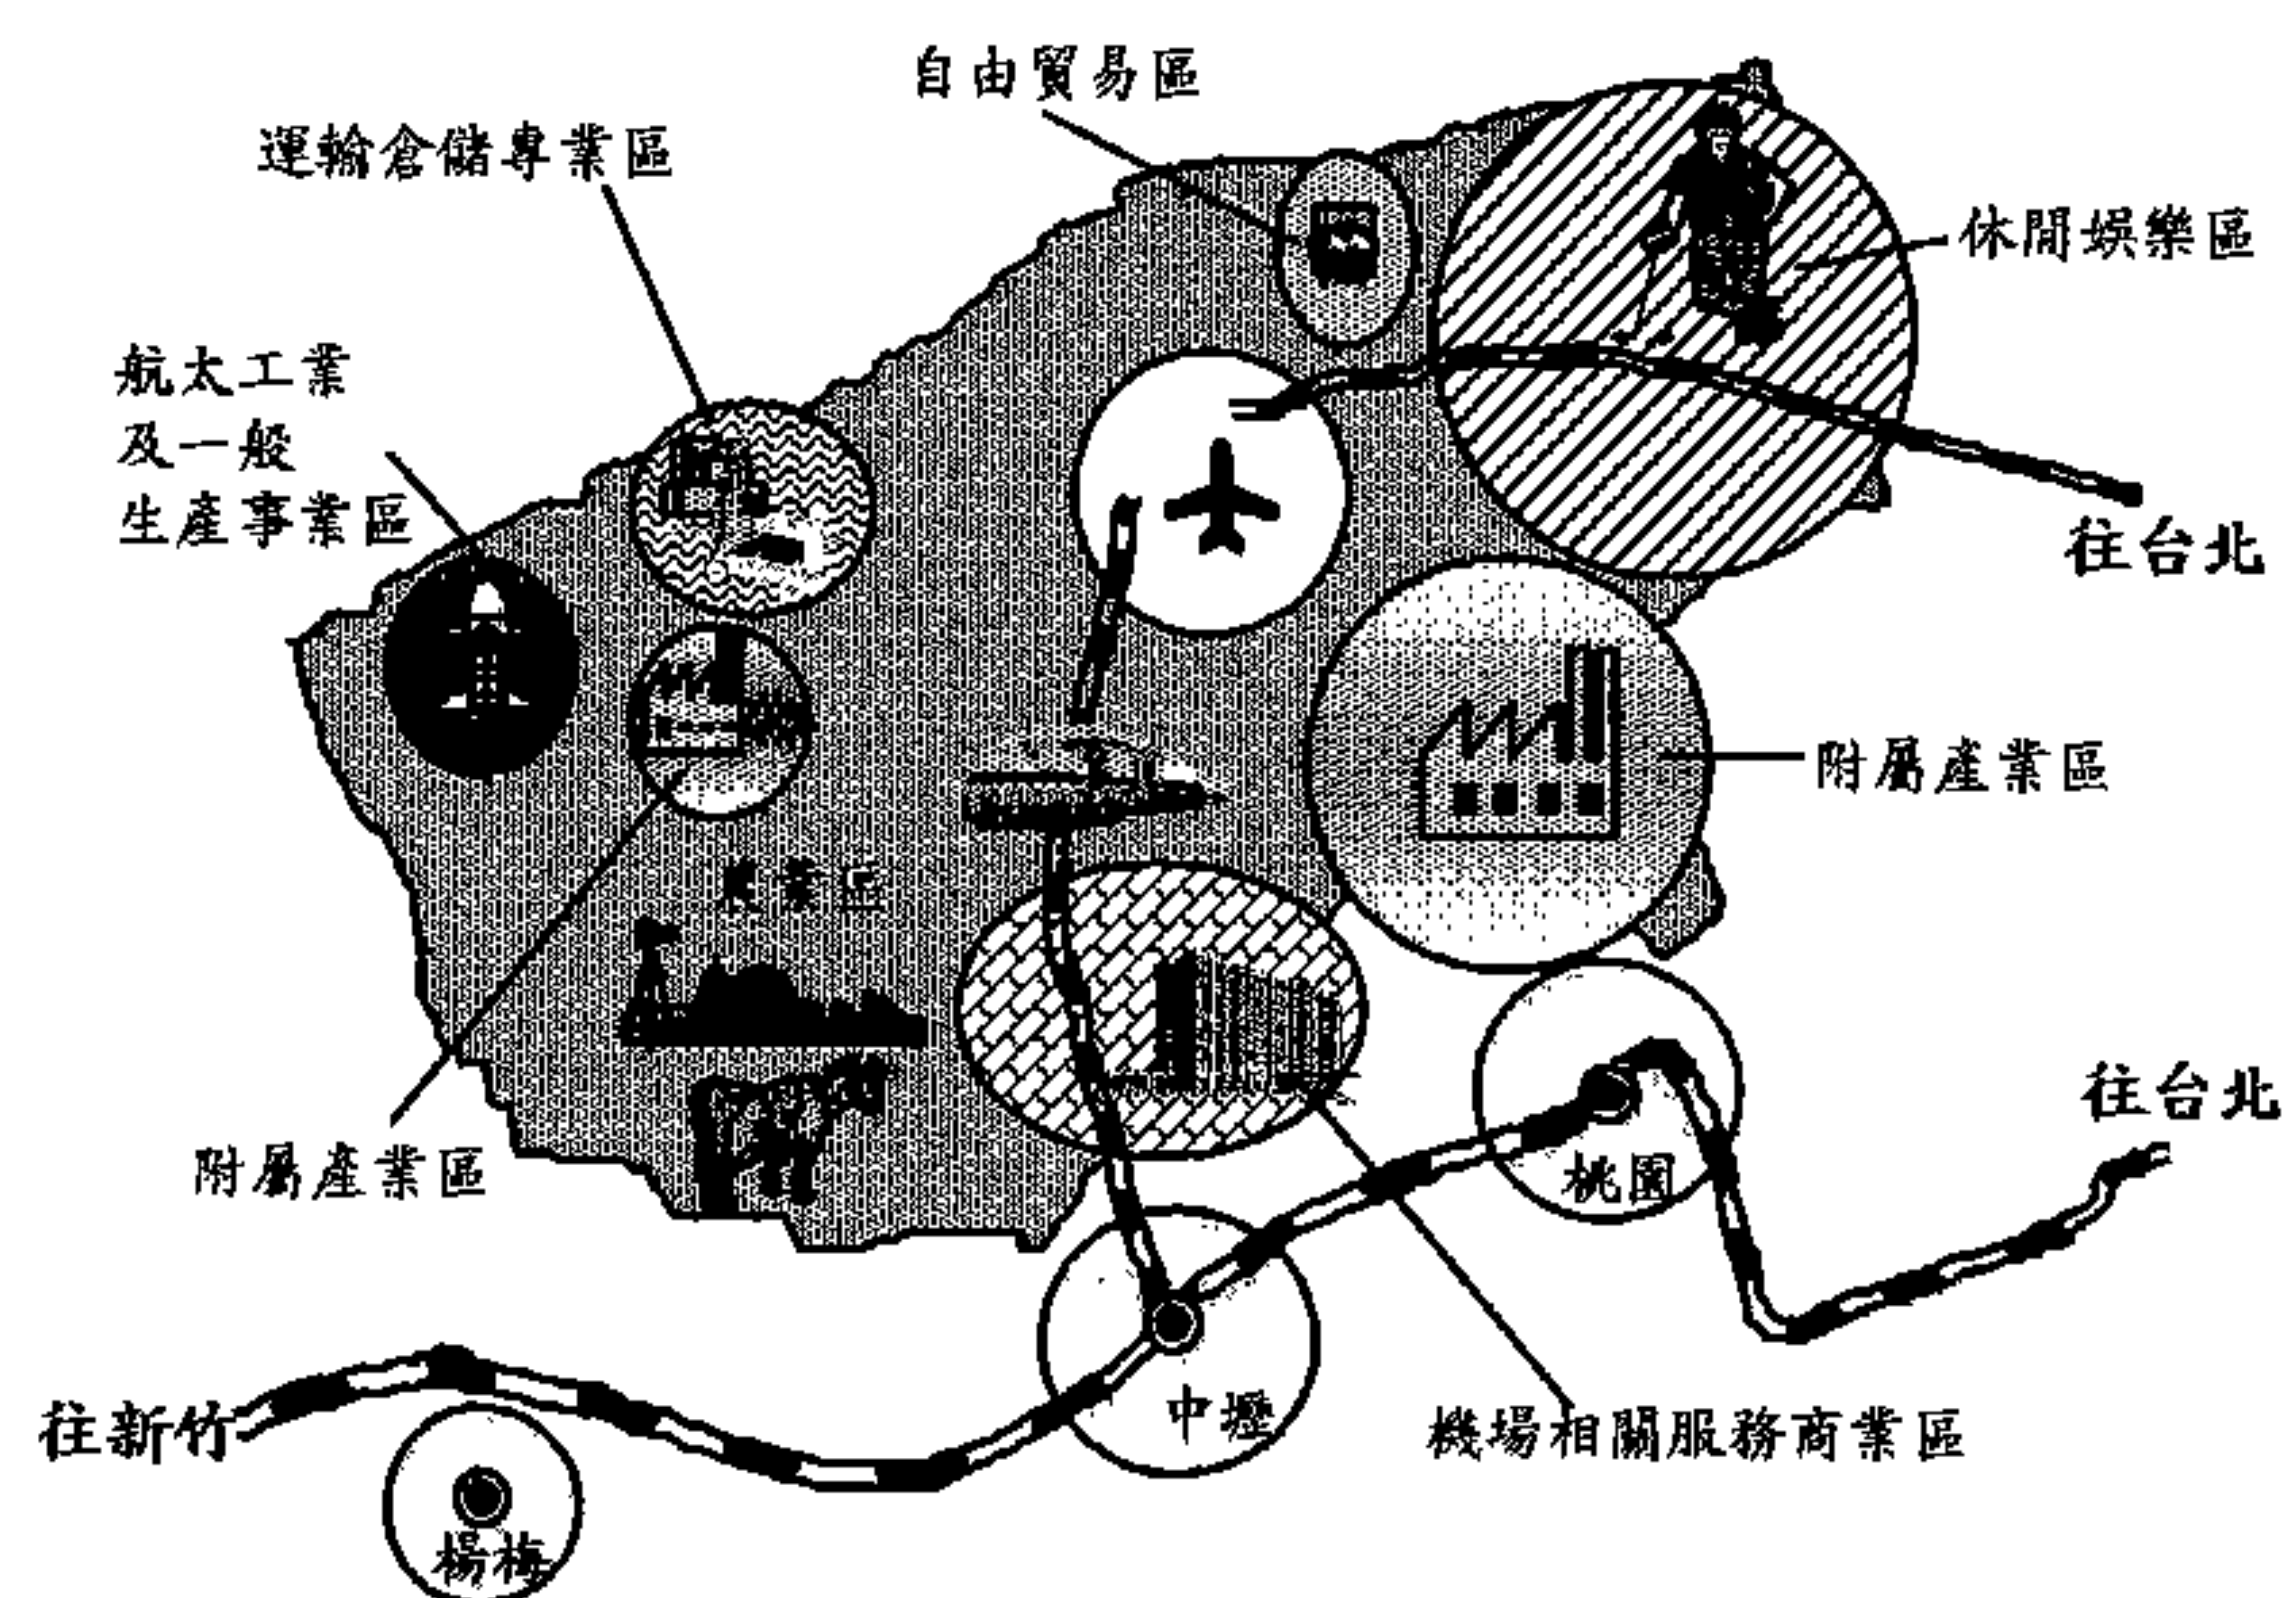 自由貿易區
運輸倉儲專業區
休閒娛樂區
航太工業
及一般
生產事業區
往台北
附屬產業區
農業區
往台北
附屬產業區
桃園
中壢
往新竹
機場相關服務商業區
楊梅